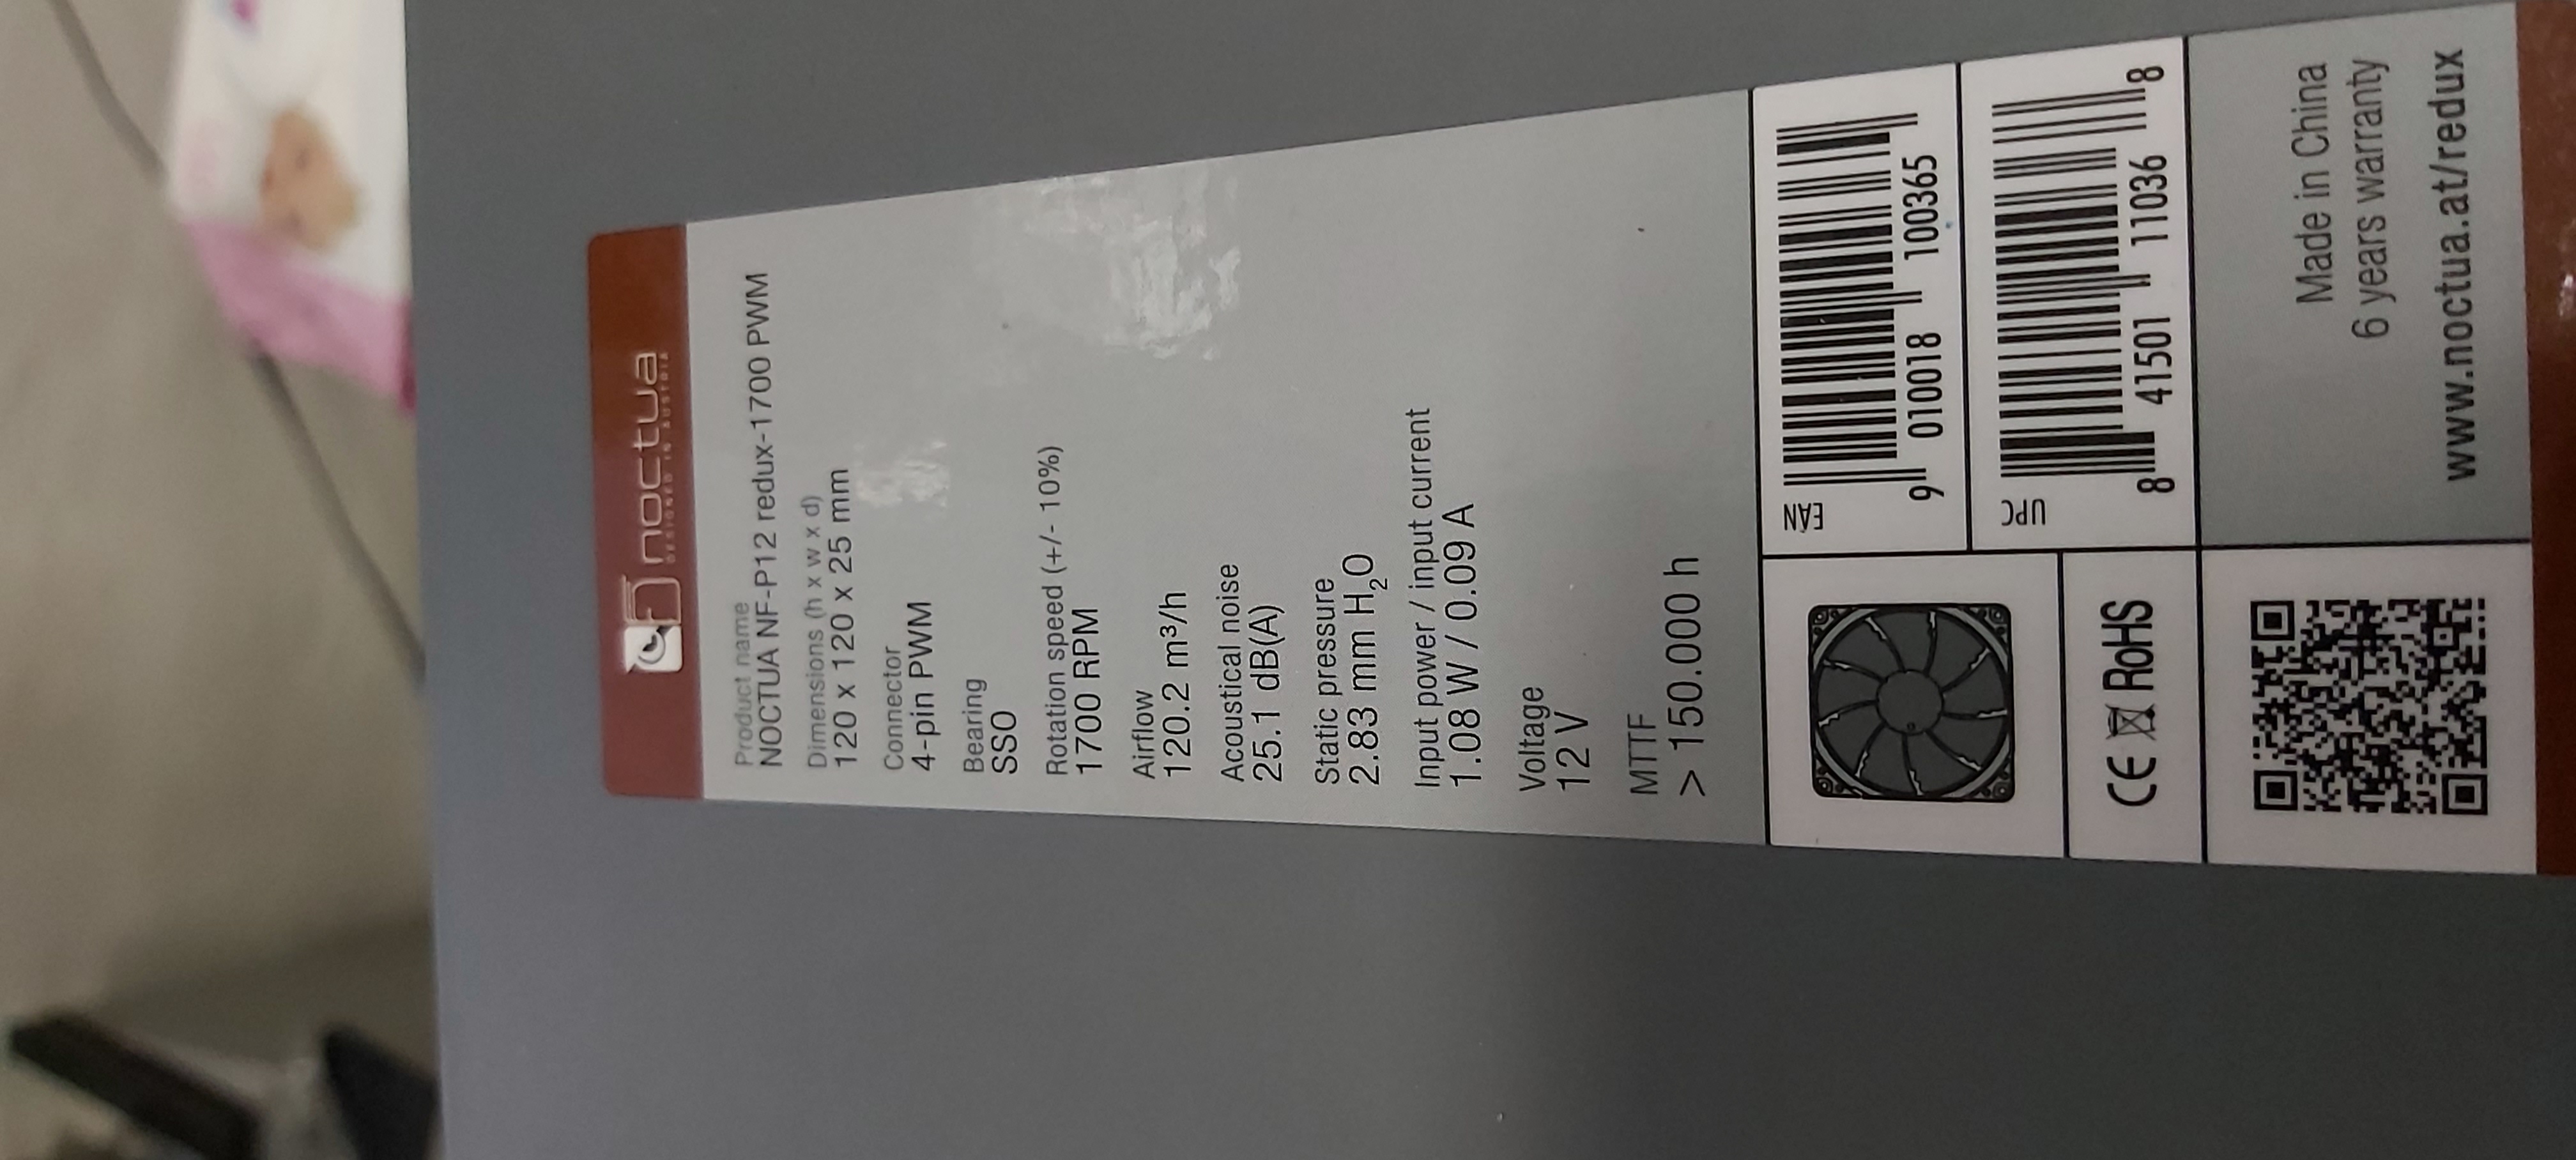 noctua
DESIGNED IN AUSTRIA
Product name
NOCTUA NF-P12 redux-1700 PWM
Dimensions (h x w x d)
120 x 120 x 25 mm
Connector
4-pin PWM
Bearing
SSO
Rotation speed (+/- 10%)
1700 RPM
Airflow
120.2 m³/h
Acoustical noise
25.1 dB(A)
Static pressure
2.83 mm H₂O
Input power / input current
1.08 W / 0.09 A
Voltage
12 V
MTTF
> 150.000 h
EAN
9 010018 100365
UPC
8 41501 11036 8
CE RoHS
Made in China
6 years warranty
www.noctua.at/redux